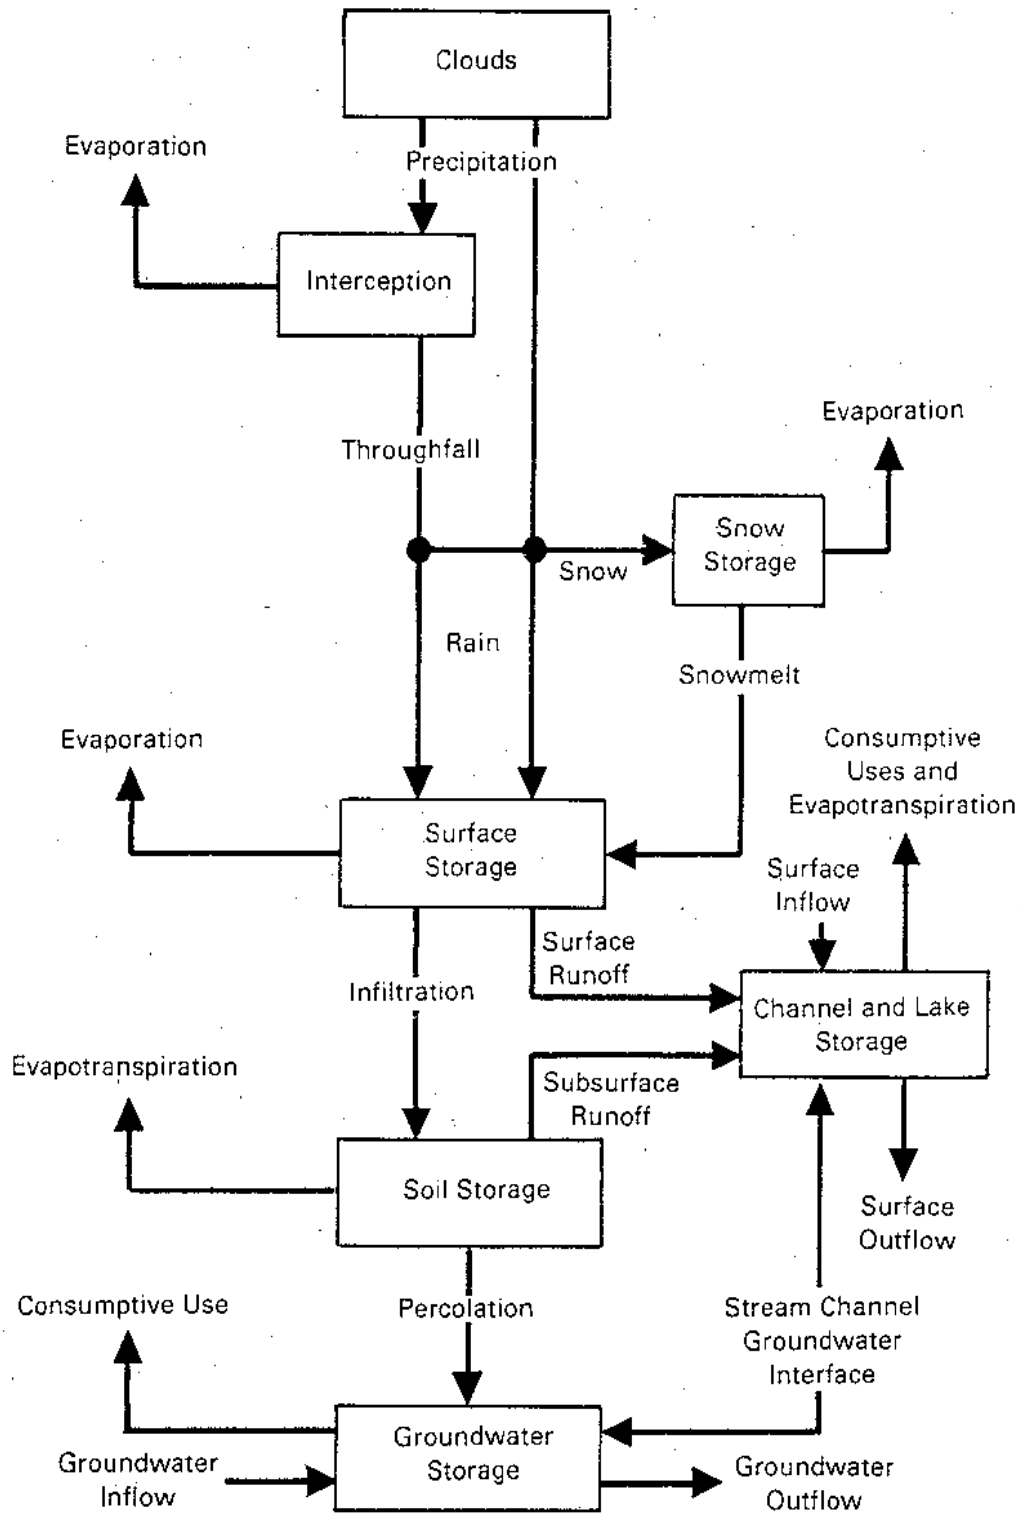 Clouds
Evaporation
Precipitation
Interception
Throughfall
Evaporation
Snow
Storage
Snow
Rain
Snowmelt
Evaporation
Consumptive
Uses and
Evapotranspiration
Surface
Storage
Surface
Inflow
Surface
Runoff
Infiltration
Channel and Lake
Storage
Evapotranspiration
Subsurface
Runoff
Soil Storage
Surface
Outflow
Consumptive Use
Percolation
Stream Channel
Groundwater
Interface
Groundwater
Storage
Groundwater
Inflow
Groundwater
Outflow